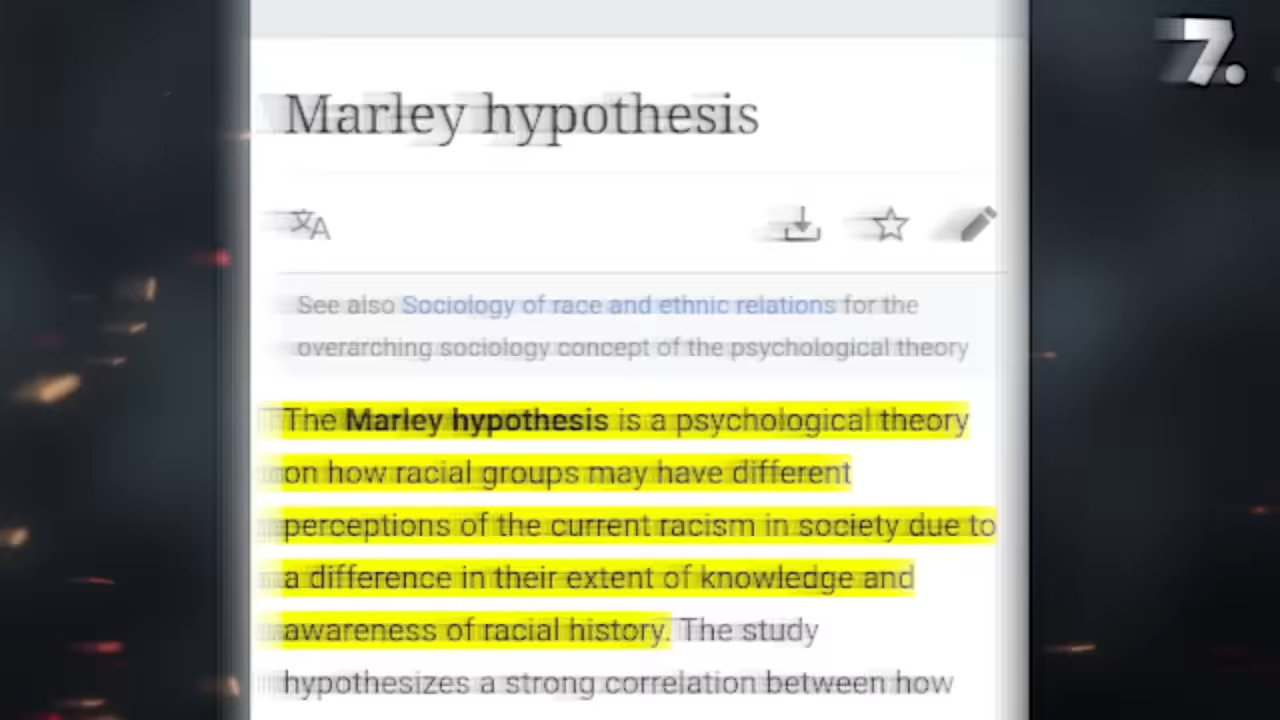 7.
Marley hypothesis
See also Sociology of race and ethnic relations for the
overarching sociology concept of the psychological theory
The Marley hypothesis is a psychological theory
on how racial groups may have different
perceptions of the current racism in society due to
a difference in their extent of knowledge and
awareness of racial history. The study
hypothesizes a strong correlation between how